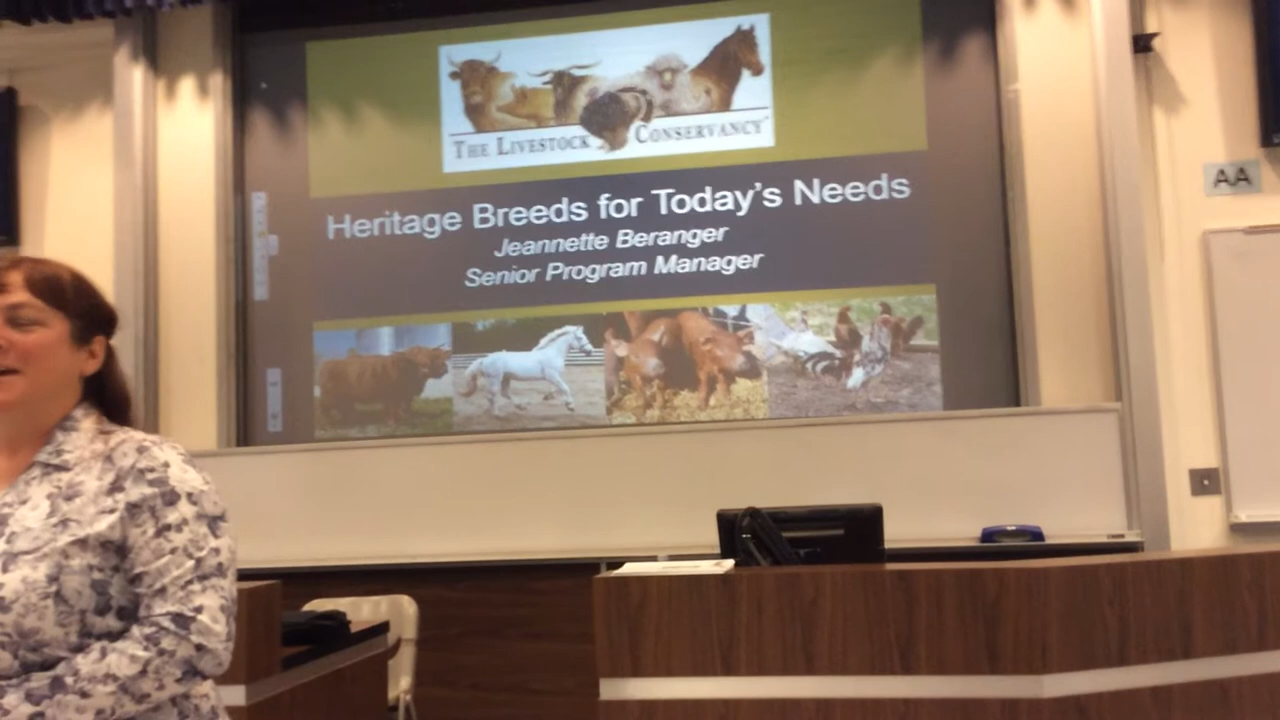 THE LIVESTOCK CONSERVANCY
Heritage Breeds for Today's Needs
Jeannette Beranger
Senior Program Manager
AA